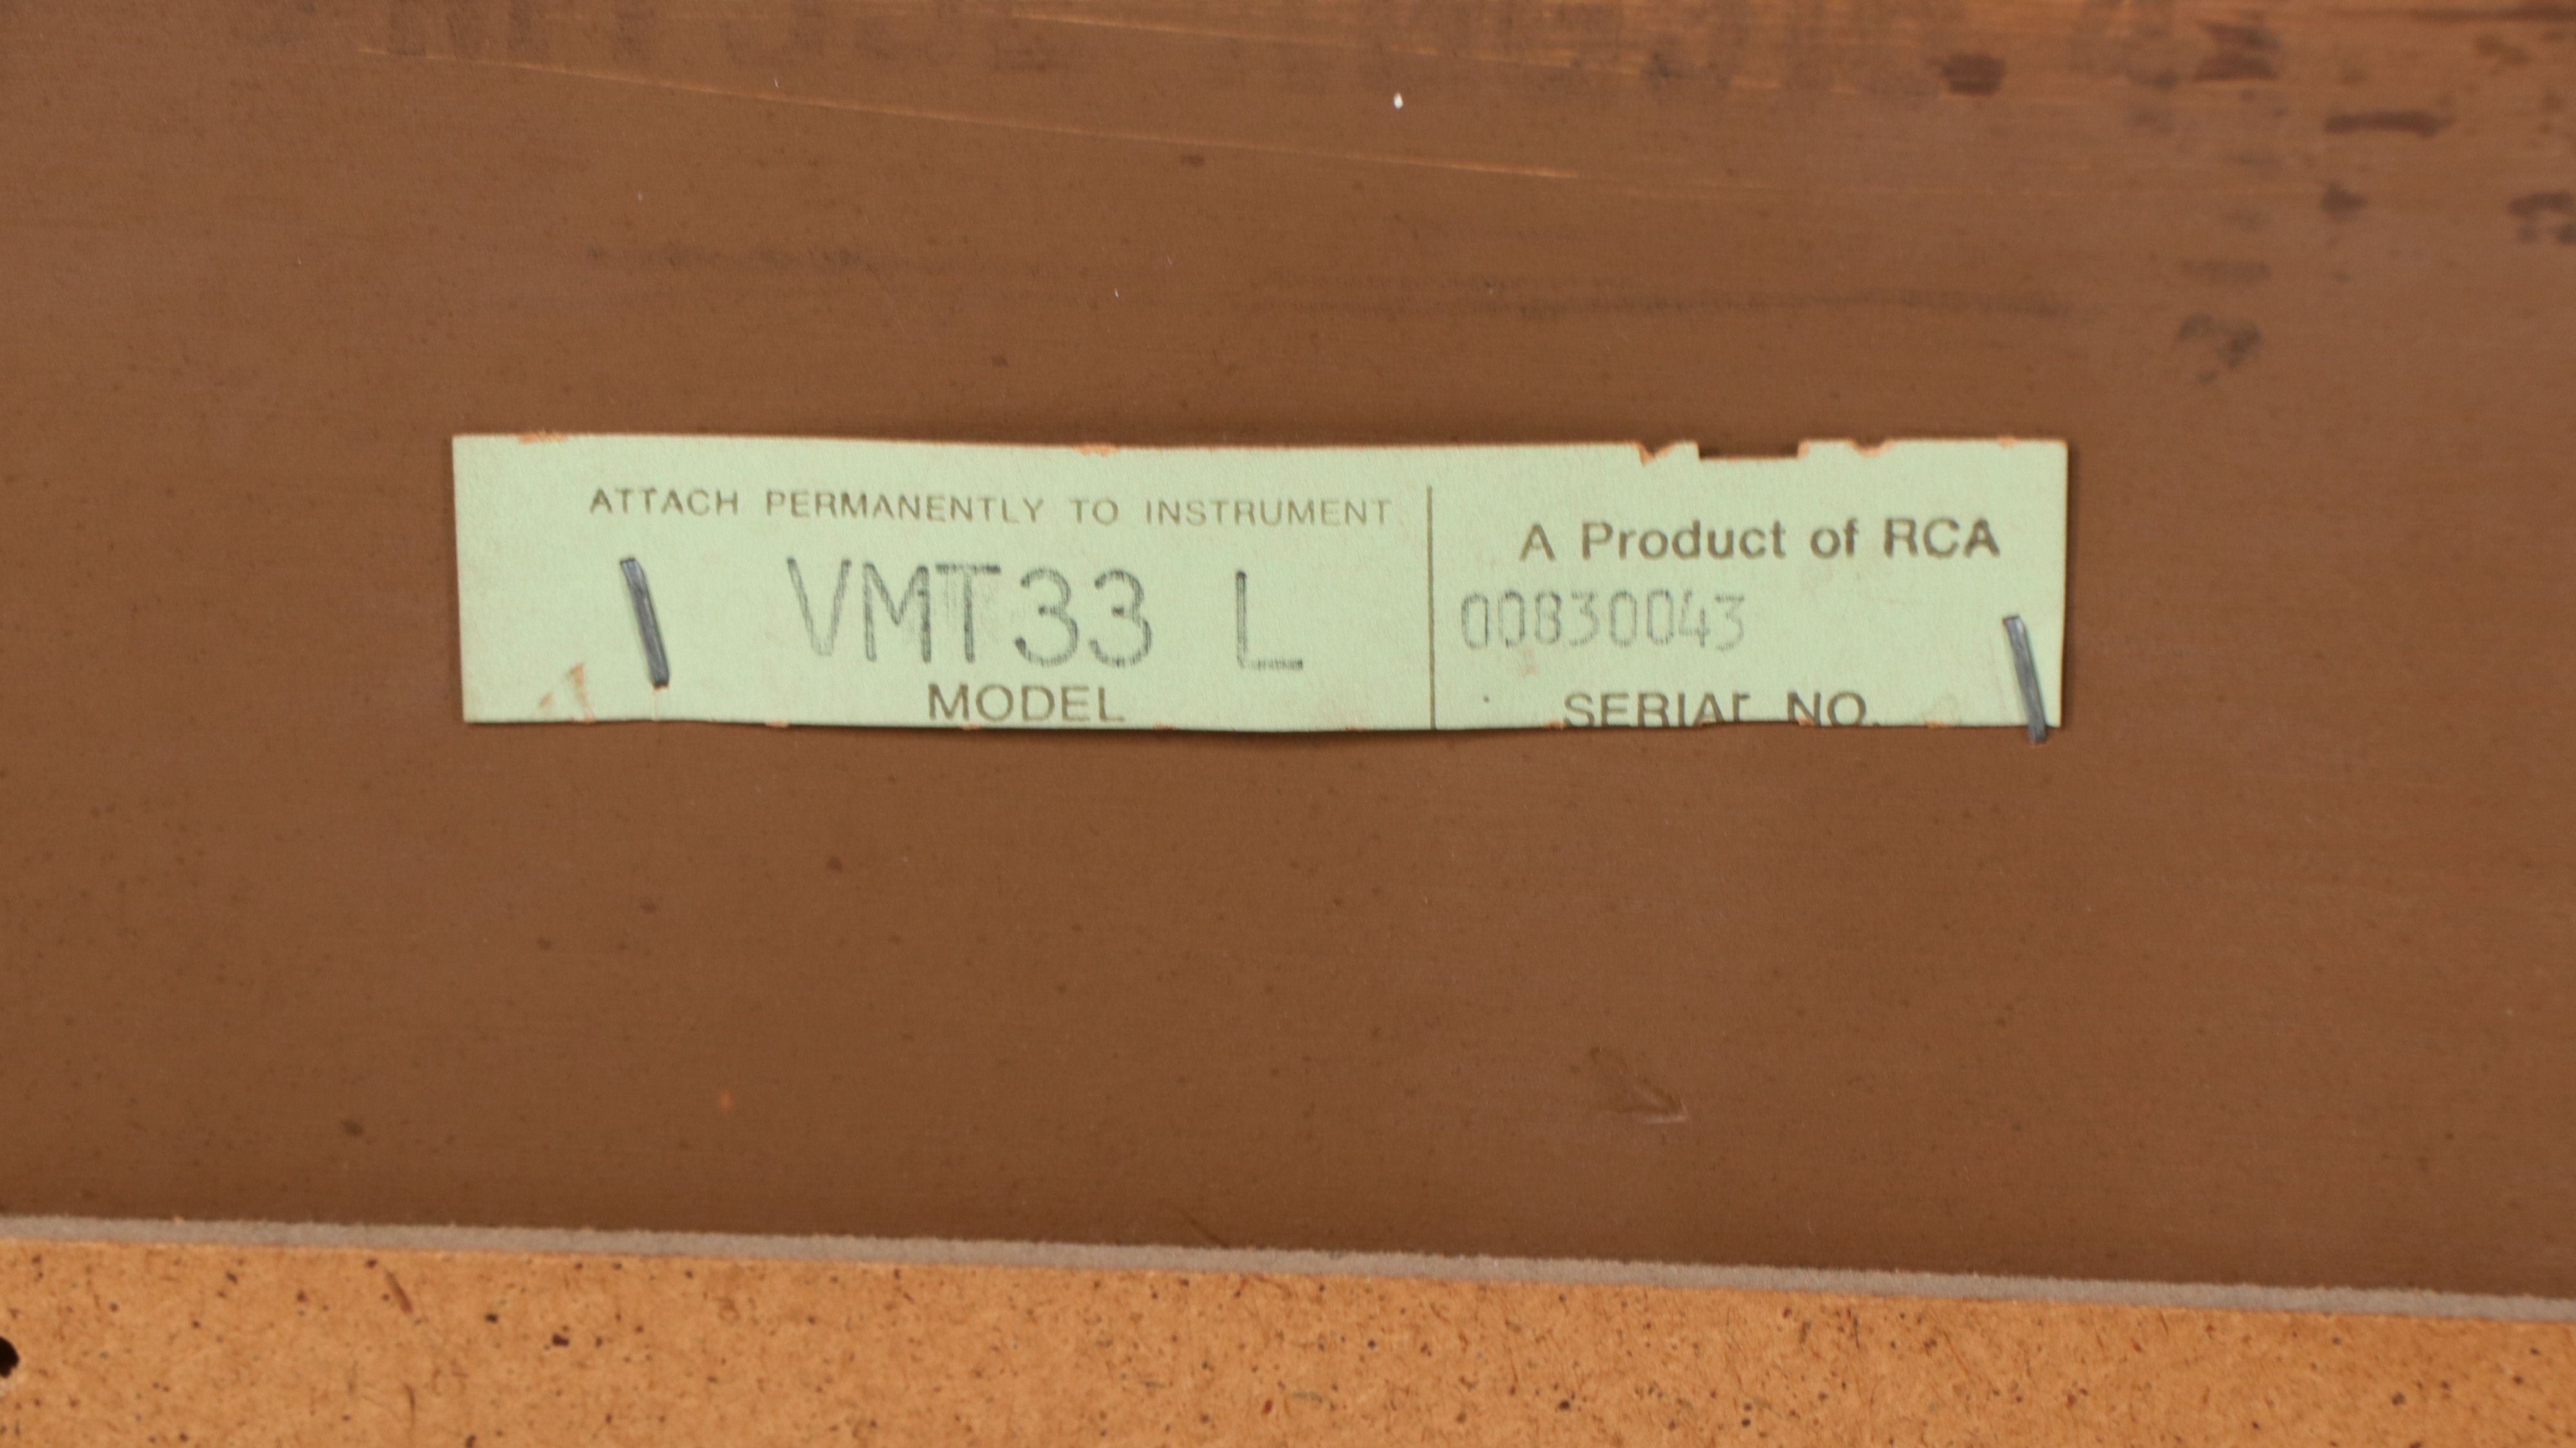 ATTACH PERMANENTLY TO INSTRUMENT
VMT33 L
MODEL
A Product of RCA
00830043
SERIAL NO.